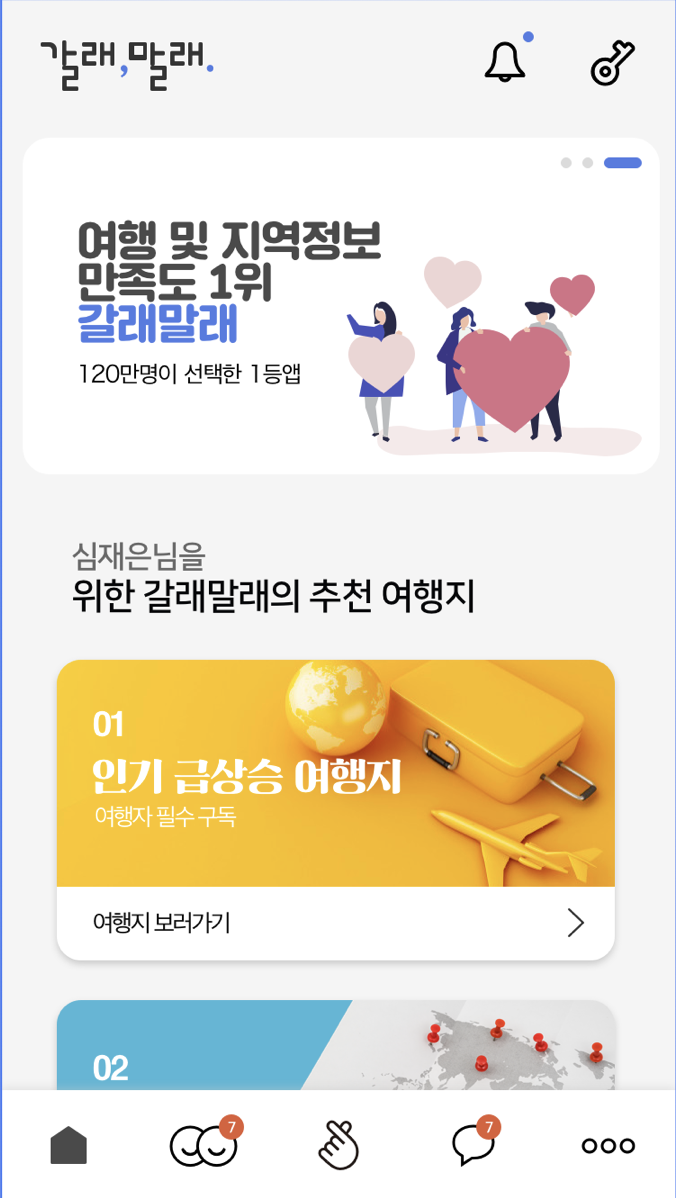 갈래,말래.
여행 및 지역정보
만족도 1위
갈래말래
120만명이 선택한 1등앱
심재은님을
위한 갈래말래의 추천 여행지
01
인기 급상승 여행지
여행자 필수 구독
여행지 보러가기
02
7
7